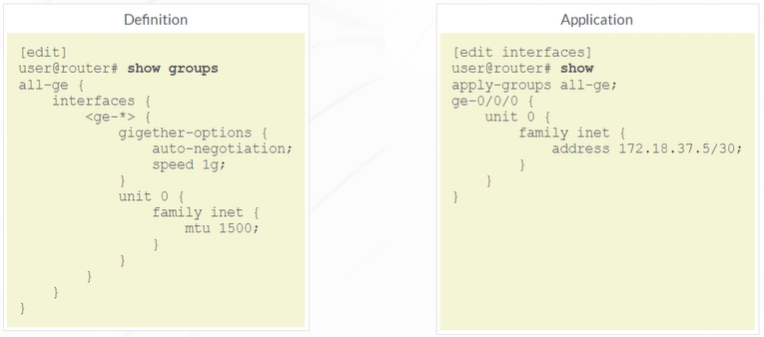 Definition
[edit]
user@router# show groups
all-ge {
    interfaces {
        <ge-*> {
            gigether-options {
                auto-negotiation;
                speed 1g;
            }
            unit 0 {
                family inet {
                    mtu 1500;
                }
            }
        }
    }
}
Application
[edit interfaces]
user@router# show
apply-groups all-ge;
ge-0/0/0 {
    unit 0 {
        family inet {
            address 172.18.37.5/30;
        }
    }
}